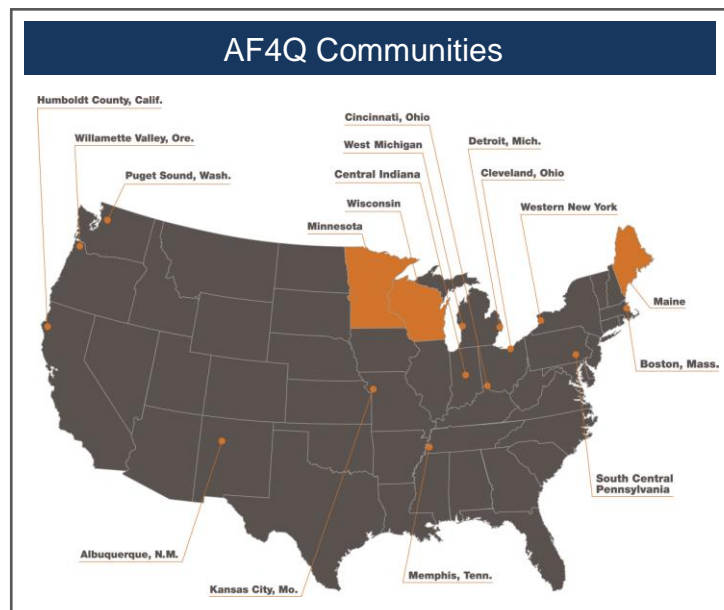 AF4Q Communities
Humboldt County, Calif.
Willamette Valley, Ore.
Puget Sound, Wash.
Cincinnati, Ohio
West Michigan
Central Indiana
Wisconsin
Minnesota
Detroit, Mich.
Cleveland, Ohio
Western New York
Maine
Boston, Mass.
South Central
Pennsylvania
Albuquerque, N.M.
Kansas City, Mo.
Memphis, Tenn.